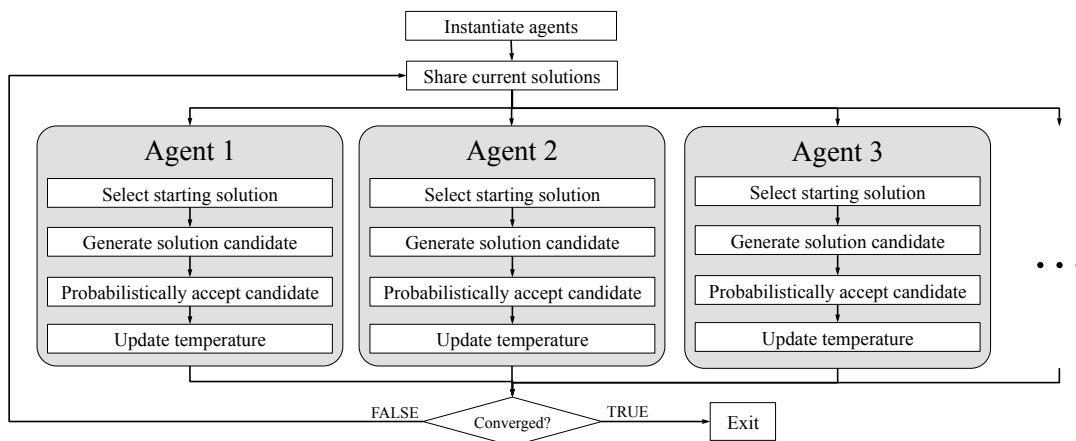 Instantiate agents
Share current solutions
Agent 1
Select starting solution
Generate solution candidate
Probabilistically accept candidate
Update temperature
Agent 2
Select starting solution
Generate solution candidate
Probabilistically accept candidate
Update temperature
Agent 3
Select starting solution
Generate solution candidate
Probabilistically accept candidate
Update temperature
. . .
FALSE
Converged?
TRUE
Exit